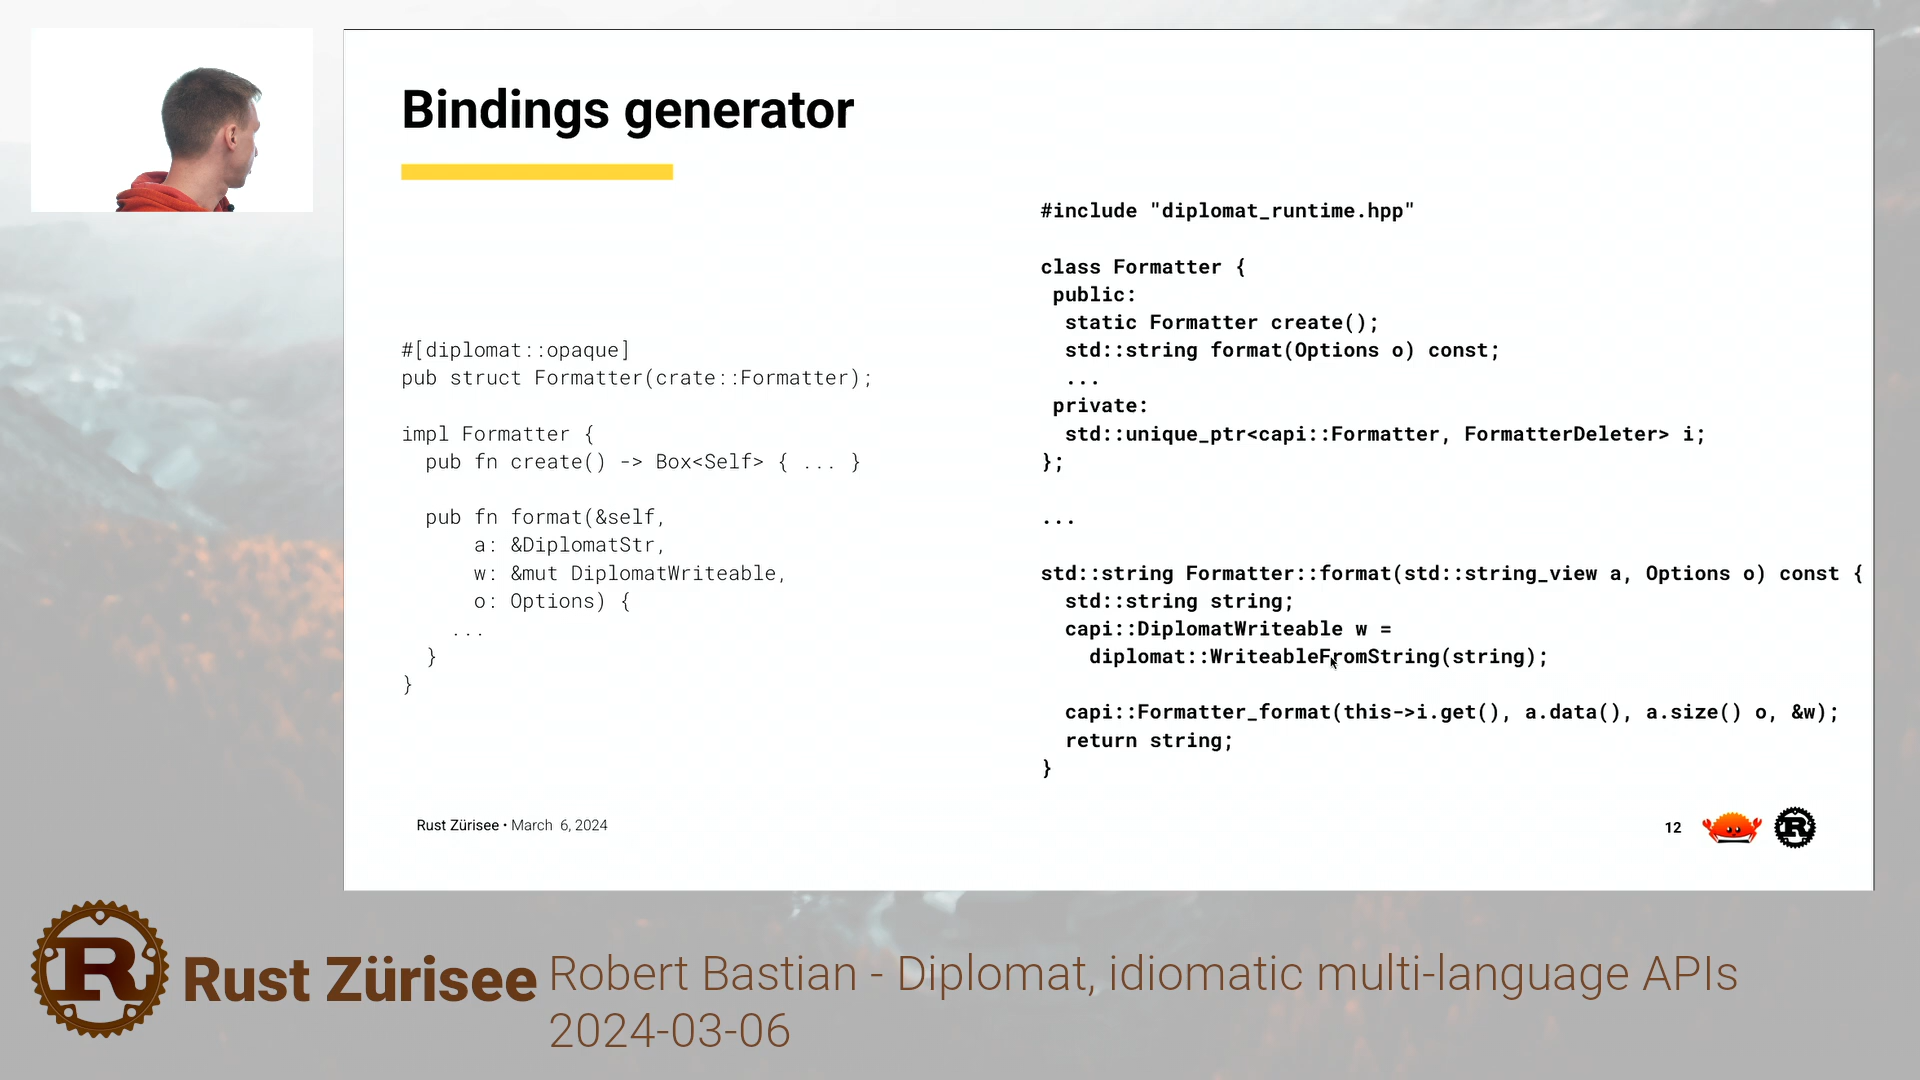 Bindings generator
#[diplomat::opaque]
pub struct Formatter(crate::Formatter);
impl Formatter {
pub fn create() -> Box<Self> { ... }
pub fn format(&self,
a: &DiplomatStr,
w: &mut DiplomatWriteable,
o: Options) {
...
}
}
#include "diplomat_runtime.hpp"
class Formatter {
public:
static Formatter create();
std::string format(Options o) const;
...
private:
std::unique_ptr<capi::Formatter, FormatterDeleter> i;
};
...
std::string Formatter::format(std::string_view a, Options o) const {
std::string string;
capi::DiplomatWriteable w =
diplomat::WriteableFromString(string);
capi::Formatter_format(this->i.get(), a.data(), a.size() o, &w);
return string;
}
Rust Zürisee • March 6, 2024
12
R
R
Rust Zürisee
Robert Bastian - Diplomat, idiomatic multi-language APIs
2024-03-06